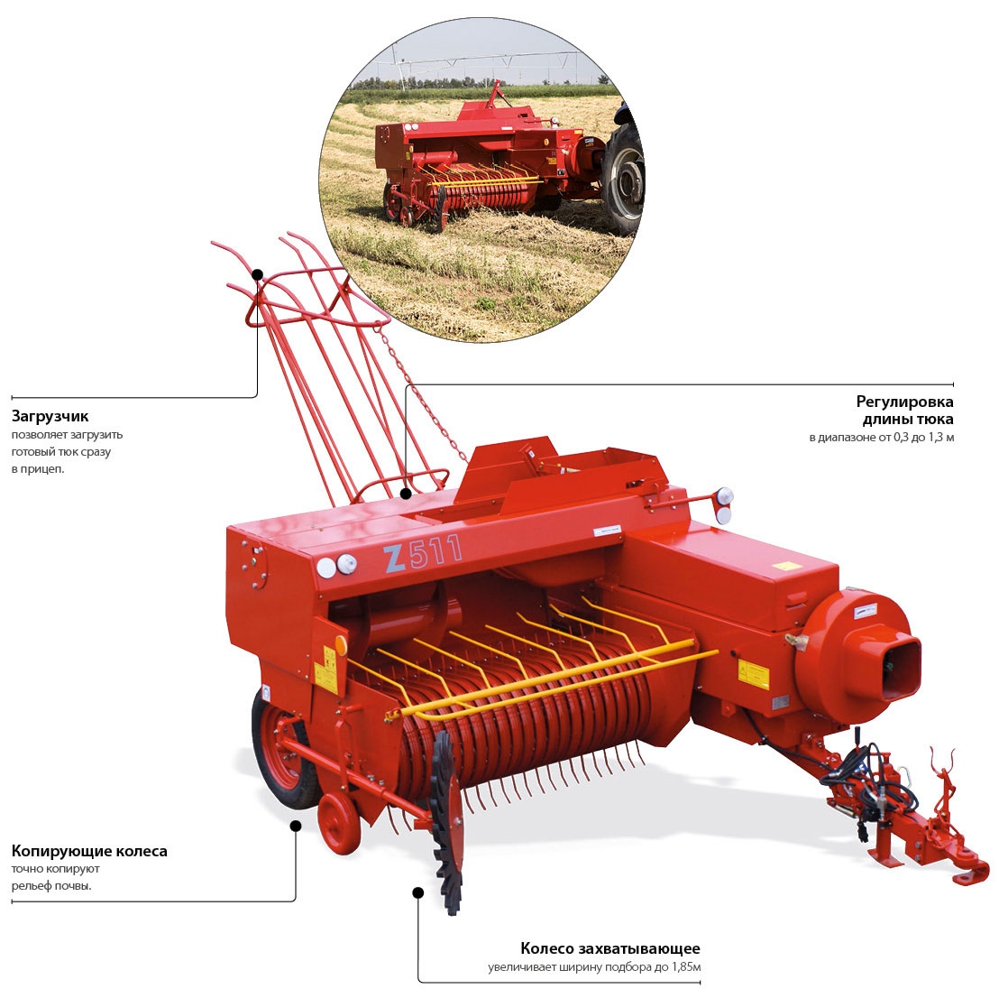 Регулировка
длины тюка
в диапазоне от 0,3 до 1,3 м
Загрузчик
позволяет загрузить
готовый тюк сразу
в прицеп.
Z511
Копирующие колеса
точно копируют
рельеф почвы.
Колесо захватывающее
увеличивает ширину подбора до 1,85м